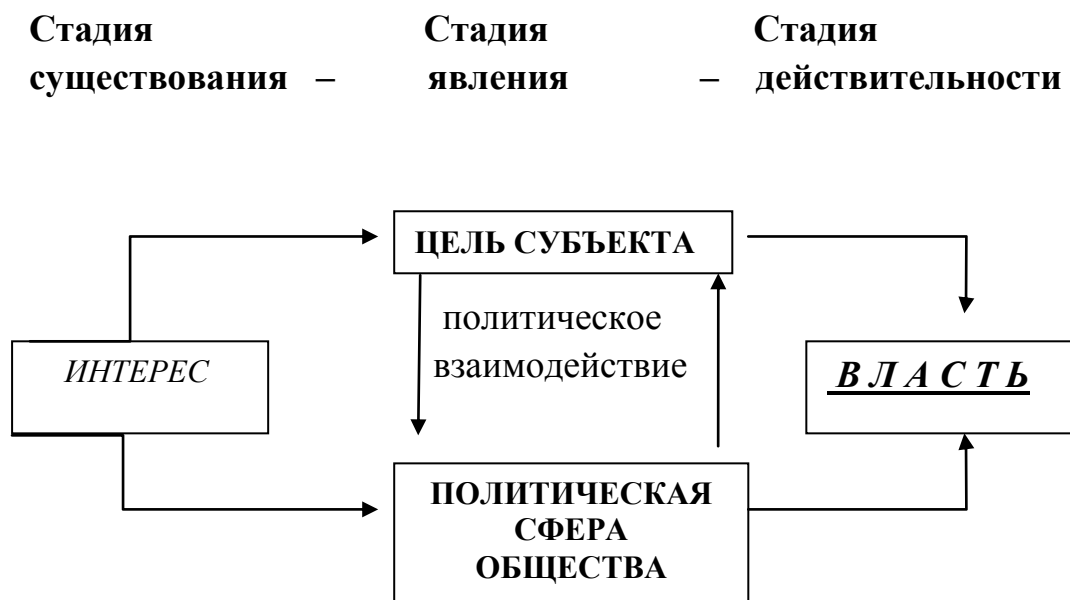 Стадия Стадия Стадия
существования – явления – действительности
ЦЕЛЬ СУБЪЕКТА
политическое
взаимодействие
ИНТЕРЕС
В Л А С Т Ь
ПОЛИТИЧЕСКАЯ
СФЕРА
ОБЩЕСТВА